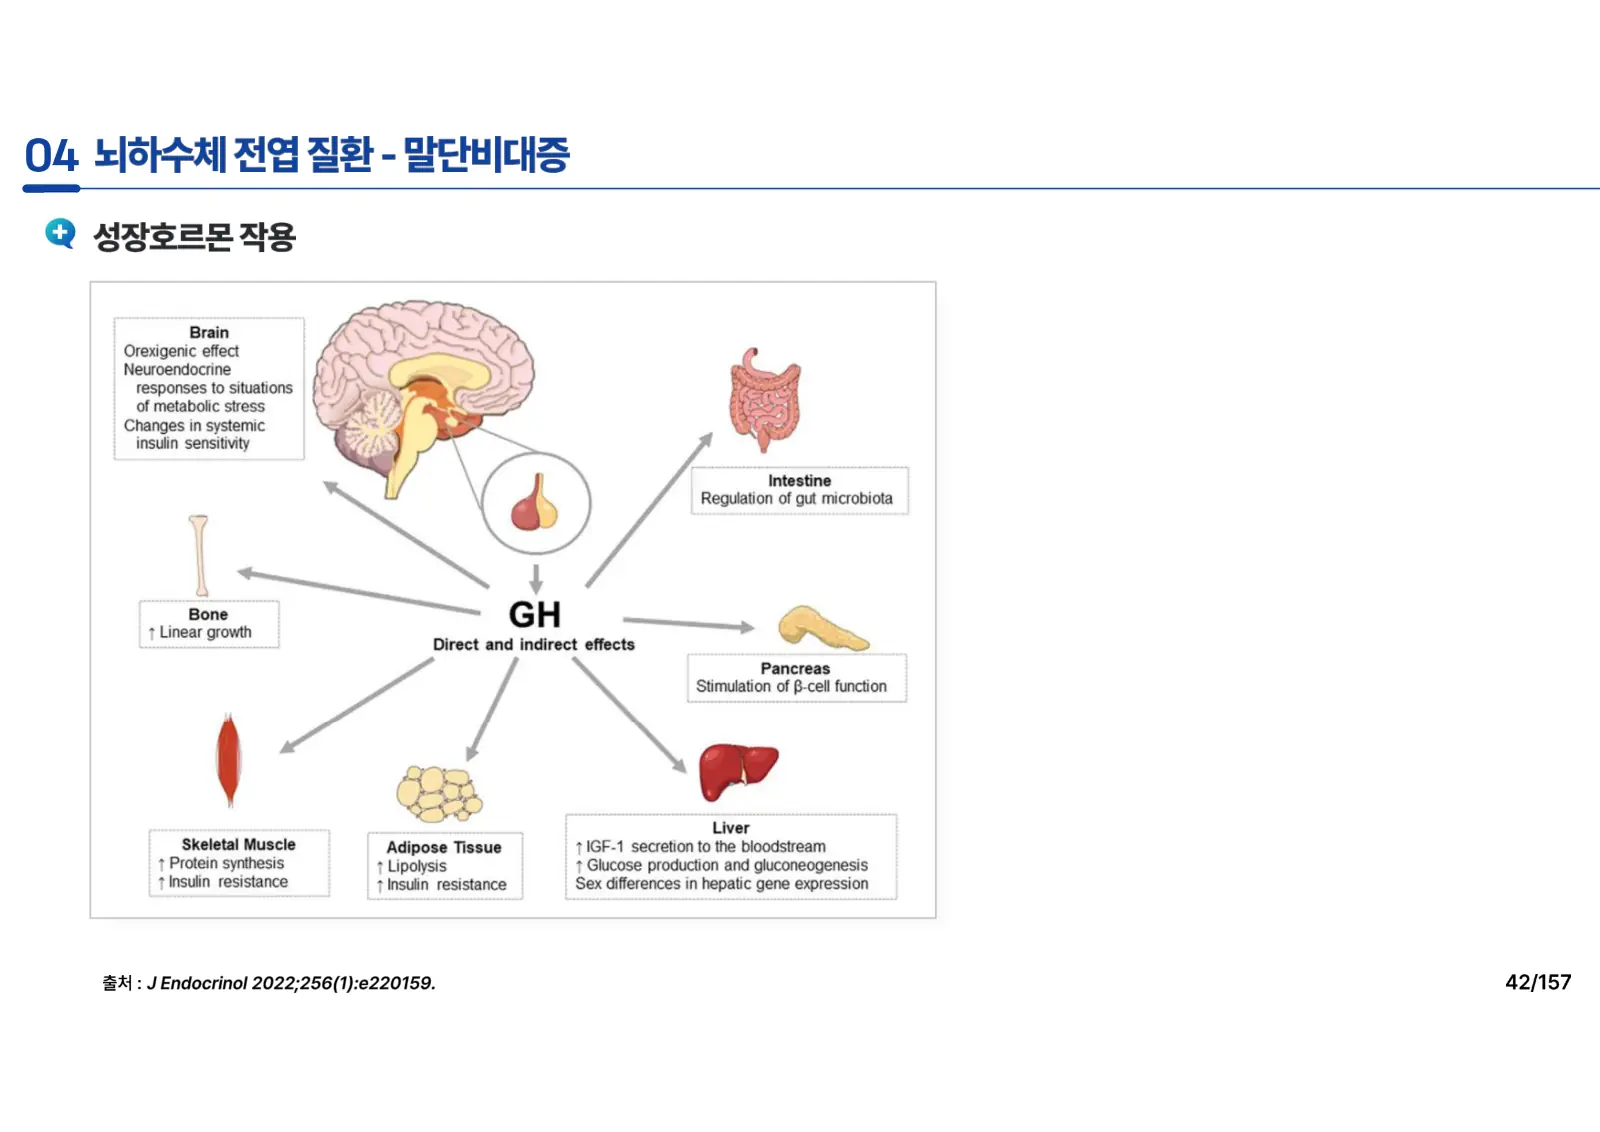 04 뇌하수체 전엽 질환 - 말단비대증
성장호르몬 작용
Brain
Orexigenic effect
Neuroendocrine
responses to situations
of metabolic stress
Changes in systemic
insulin sensitivity
Intestine
Regulation of gut microbiota
Bone
↑ Linear growth
GH
Direct and indirect effects
Pancreas
Stimulation of β-cell function
Skeletal Muscle
↑ Protein synthesis
↑ Insulin resistance
Adipose Tissue
↑ Lipolysis
↑ Insulin resistance
Liver
↑ IGF-1 secretion to the bloodstream
↑ Glucose production and gluconeogenesis
Sex differences in hepatic gene expression
출처 : J Endocrinol 2022;256(1):e220159.
42/157